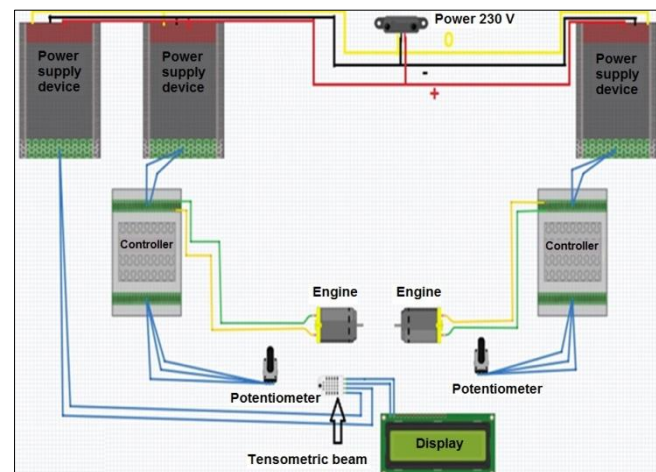 Power 230 V
0
-
+
Power
supply
device
Power
supply
device
Power
supply
device
Controller
Controller
Engine
Engine
Potentiometer
Potentiometer
Tensometric beam
Display